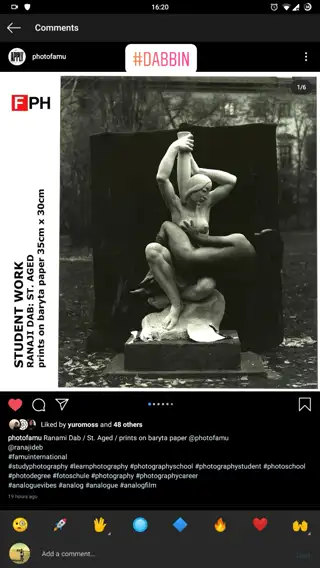 16:20
Comments
APPLE
photofamu
#DABBIN
1/6
FPH
STUDENT WORK
RANAJI DAB: ST. AGED
prints on baryta paper 35cm x 30cm
Liked by yuromoss and 48 others
photofamu Ranami Dab / St. Aged / prints on baryta paper @photofamu
@ranajideb
#famuinternational
#studyphotography #learnphotography #photographyschool #photographystudent #photoschool
#photodegree #fotoschule #photography #photographycareer
#analoguevibes #analog #analogue #analogfilm
19 hours ago
Add a comment...
Post